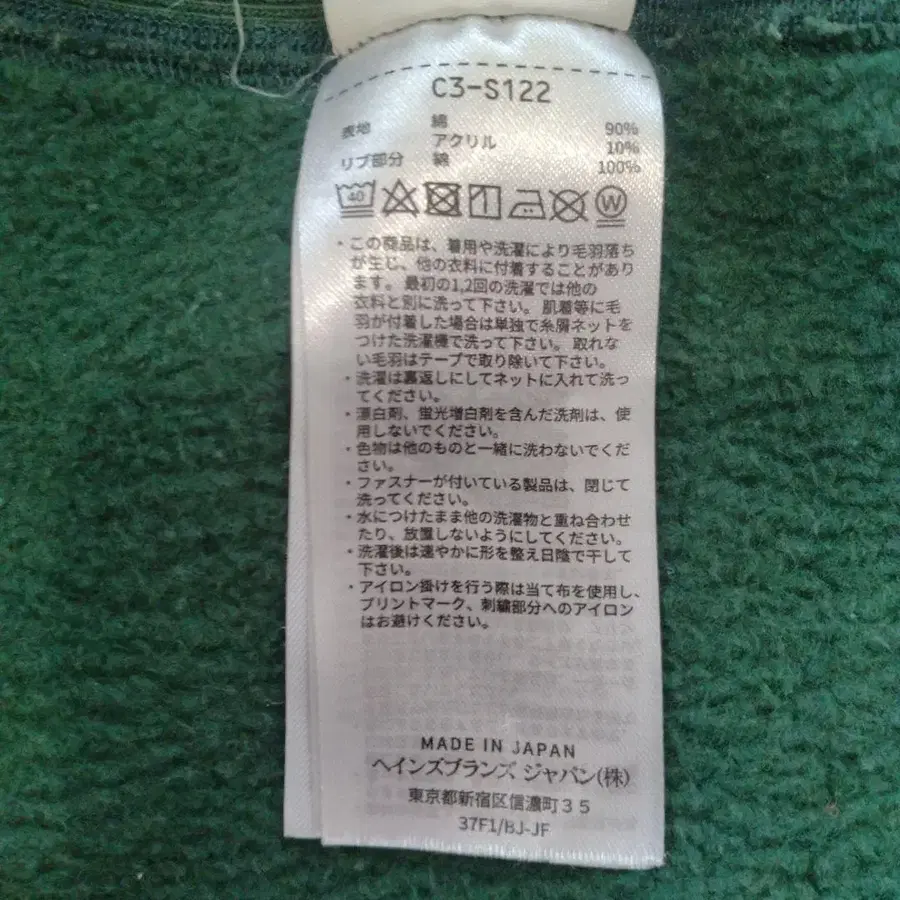 C3-S122
表地 綿 90%
アクリル 10%
リブ部分 綿 100%
40 W
・この商品は、着用や洗濯により毛羽落ち
が生じ、他の衣料に付着することがあり
ます。最初の1,2回の洗濯では他の
衣料と別に洗って下さい。肌着等に毛
羽が付着した場合は単独で糸屑ネットを
つけた洗濯機で洗って下さい。取れな
い毛羽はテープで取り除いて下さい。
・洗濯は裏返しにしてネットに入れて洗っ
てください。
・漂白剤、蛍光増白剤を含んだ洗剤は、使
用しないでください。
・色物は他のものと一緒に洗わないでくだ
さい。
・ファスナーが付いている製品は、閉じて
洗ってください。
・水につけたまま他の洗濯物と重ね合わせ
たり、放置しないようにしてください。
・洗濯後は速やかに形を整え日陰で干して
下さい。
・アイロン掛けを行う際は当て布を使用し、
プリントマーク、刺繍部分へのアイロン
はお避けください。
MADE IN JAPAN
ヘインズブランズ ジャパン(株)
東京都新宿区信濃町35
37F1/BJ-JF